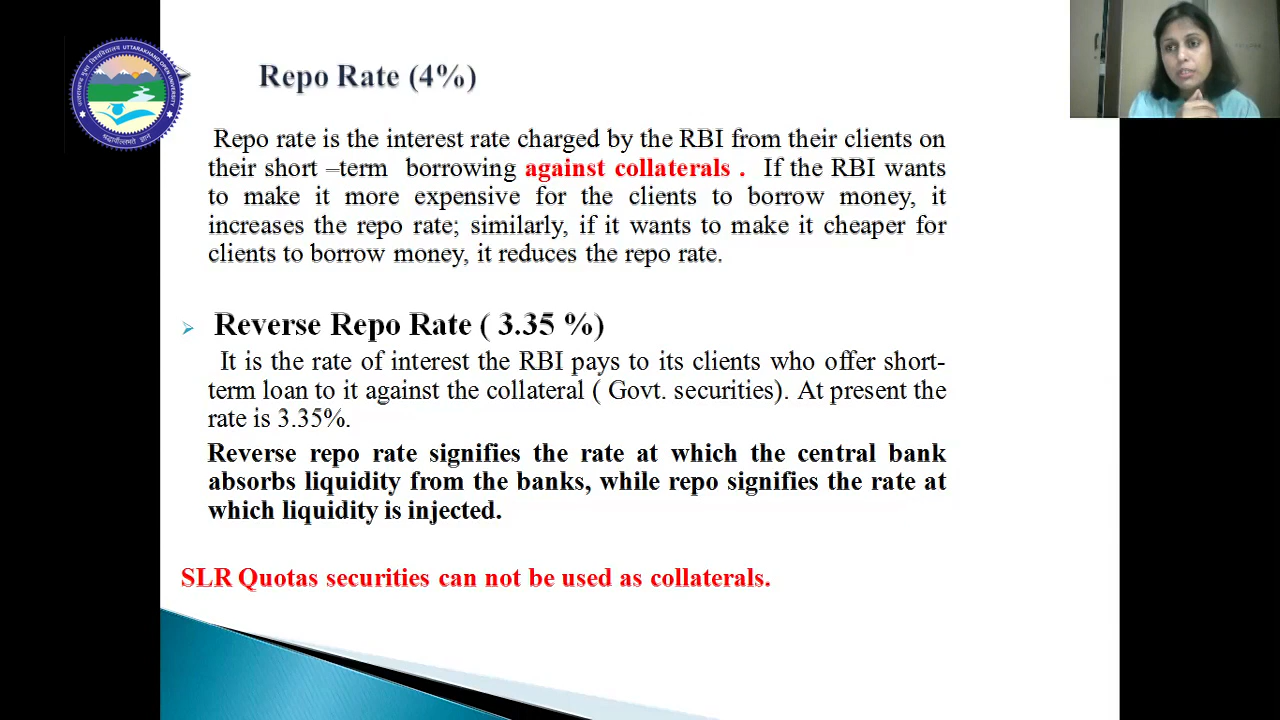 Repo Rate (4%)
Repo rate is the interest rate charged by the RBI from their clients on
their short –term borrowing against collaterals . If the RBI wants
to make it more expensive for the clients to borrow money, it
increases the repo rate; similarly, if it wants to make it cheaper for
clients to borrow money, it reduces the repo rate.
Reverse Repo Rate ( 3.35 %)
It is the rate of interest the RBI pays to its clients who offer short-
term loan to it against the collateral ( Govt. securities). At present the
rate is 3.35%.
Reverse repo rate signifies the rate at which the central bank
absorbs liquidity from the banks, while repo signifies the rate at
which liquidity is injected.
SLR Quotas securities can not be used as collaterals.
UTTARAKHAND OPEN UNIVERSITY